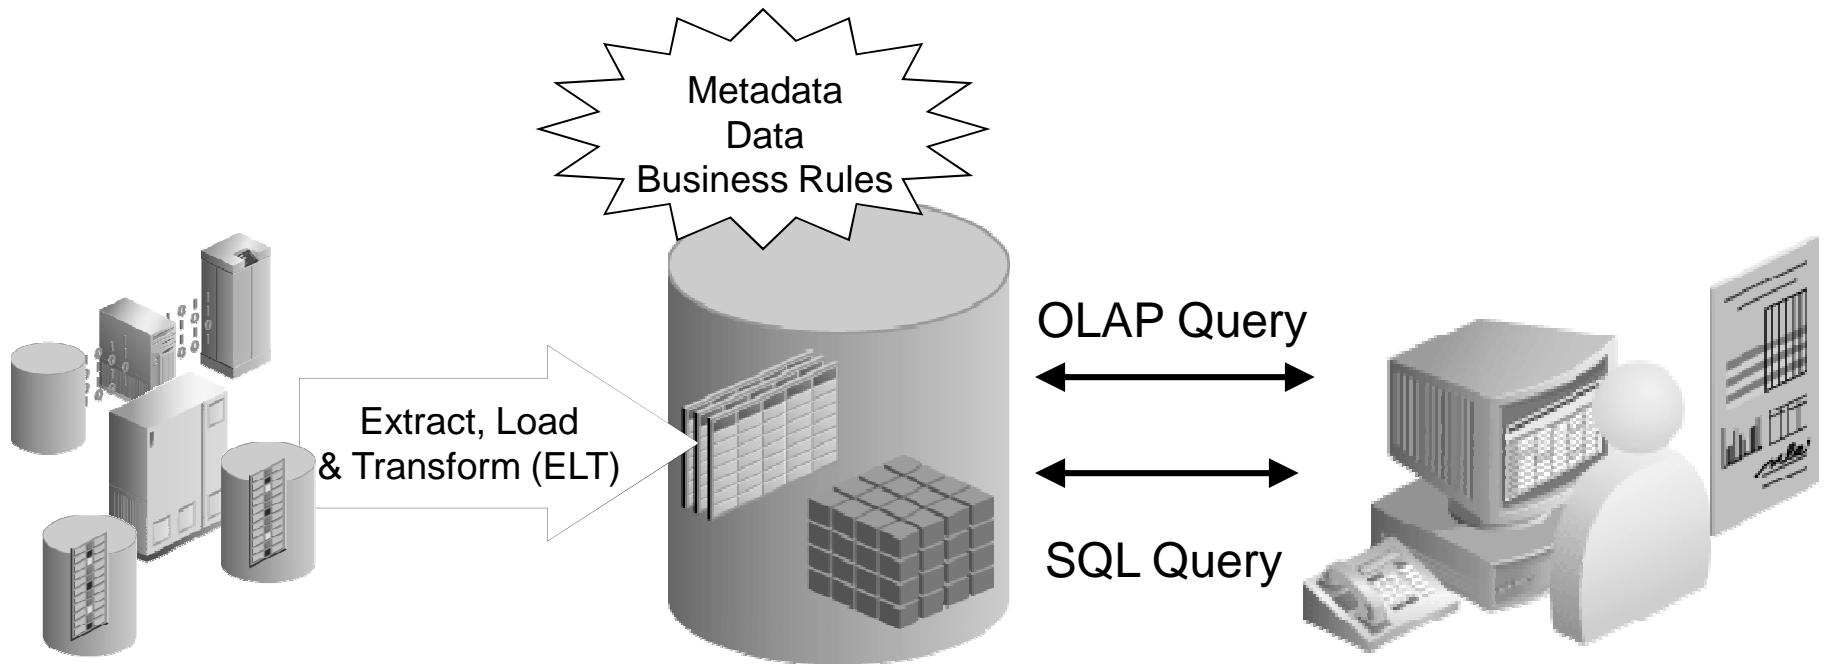 Metadata
Data
Business Rules
OLAP Query
Extract, Load
& Transform (ELT)
SQL Query